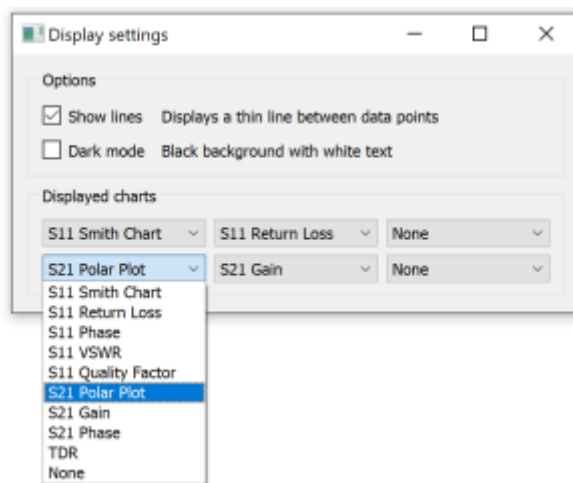 Display settings
Options
Show lines Displays a thin line between data points
Dark mode Black background with white text
Displayed charts
S11 Smith Chart S11 Return Loss None
S21 Polar Plot S21 Gain None
S11 Smith Chart
S11 Return Loss
S11 Phase
S11 VSWR
S11 Quality Factor
S21 Polar Plot
S21 Gain
S21 Phase
TDR
None